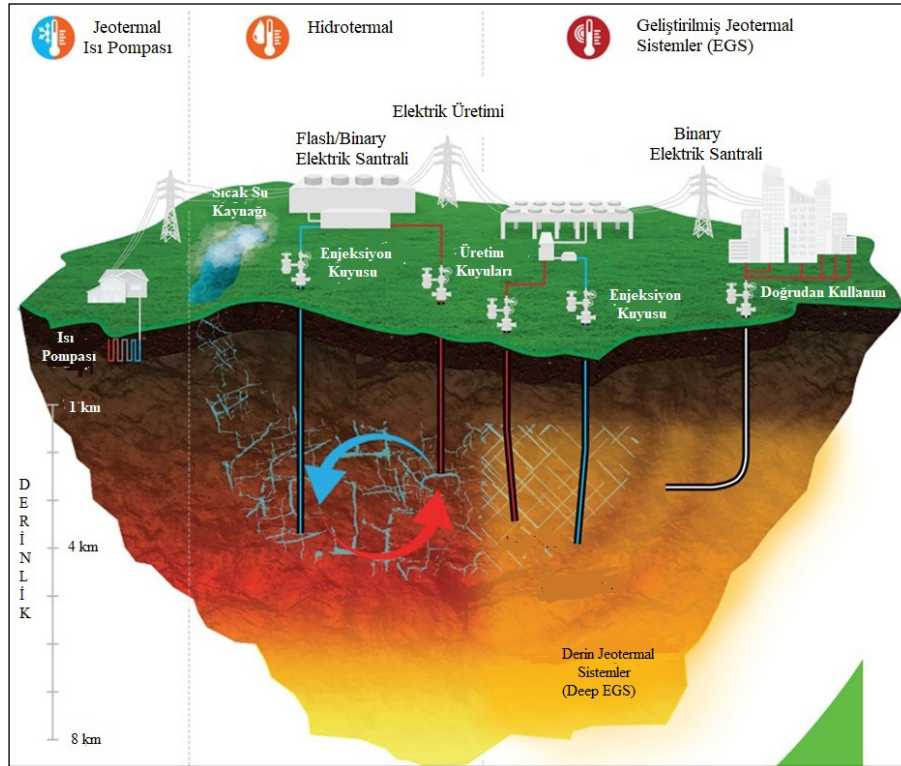 Jeotermal
Isı Pompası
Hidrotermal
Geliştirilmiş Jeotermal
Sistemler (EGS)
Elektrik Üretimi
Flash/Binary
Elektrik Santrali
Binary
Elektrik Santrali
Sıcak Su
Kaynağı
Enjeksiyon
Kuyusu
Üretim
Kuyuları
Enjeksiyon
Kuyusu
Doğrudan Kullanım
Isı
Pompası
1 km
DERİNLİK
4 km
Derin Jeotermal
Sistemler
(Deep EGS)
8 km